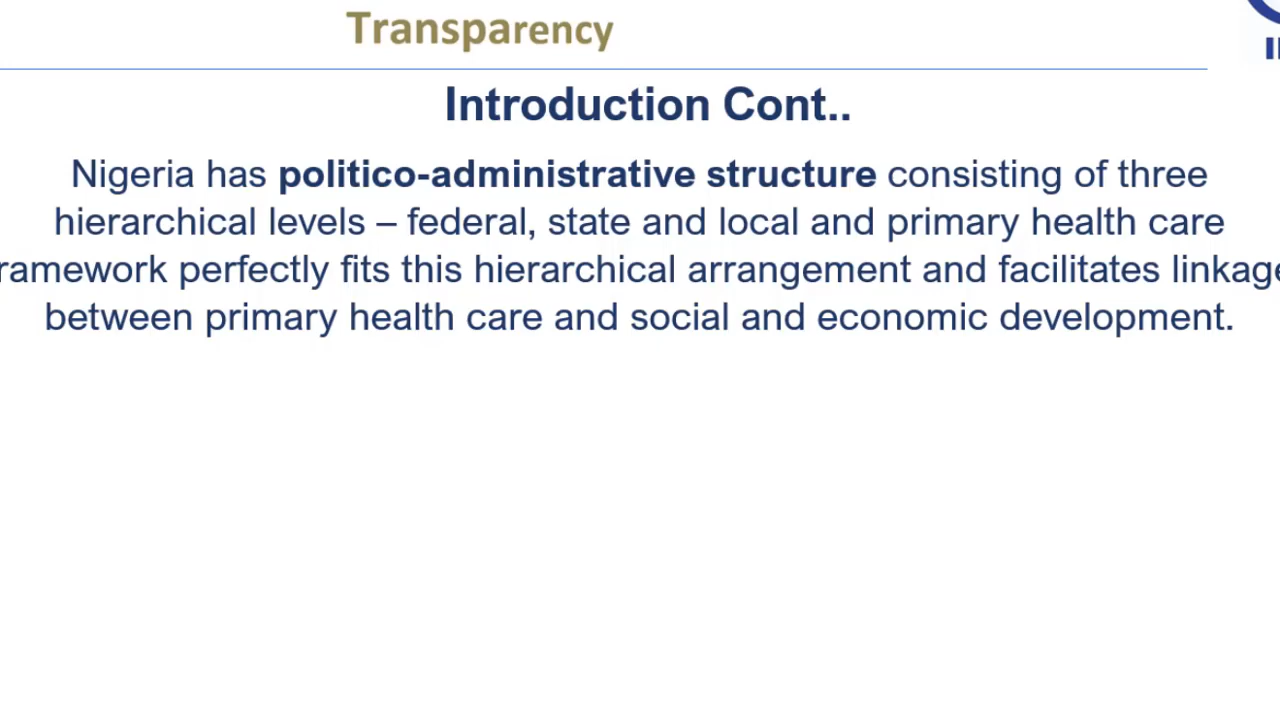 Transparency
Introduction Cont..
Nigeria has politico-administrative structure consisting of three
hierarchical levels – federal, state and local and primary health care
ramework perfectly fits this hierarchical arrangement and facilitates linkage
between primary health care and social and economic development.